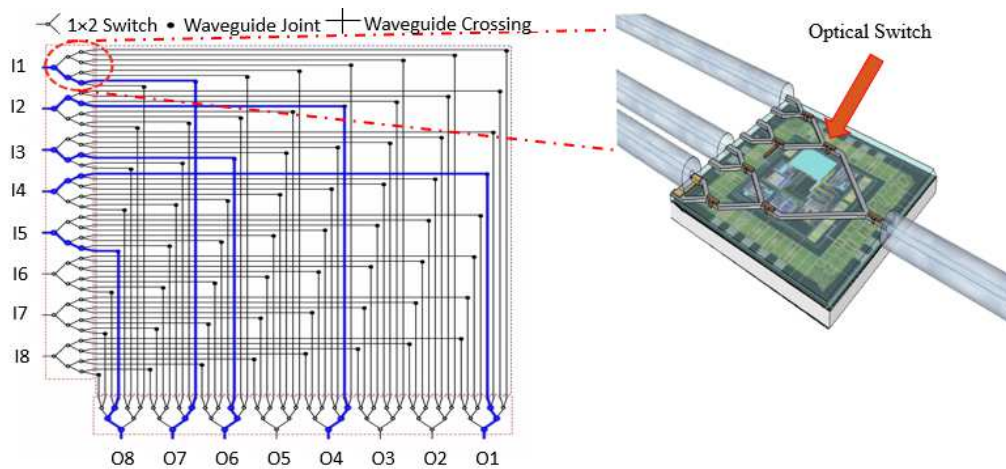 1×2 Switch Waveguide Joint Waveguide Crossing
Optical Switch
I1
I2
I3
I4
I5
I6
I7
I8
O8 O7 O6 O5 O4 O3 O2 O1